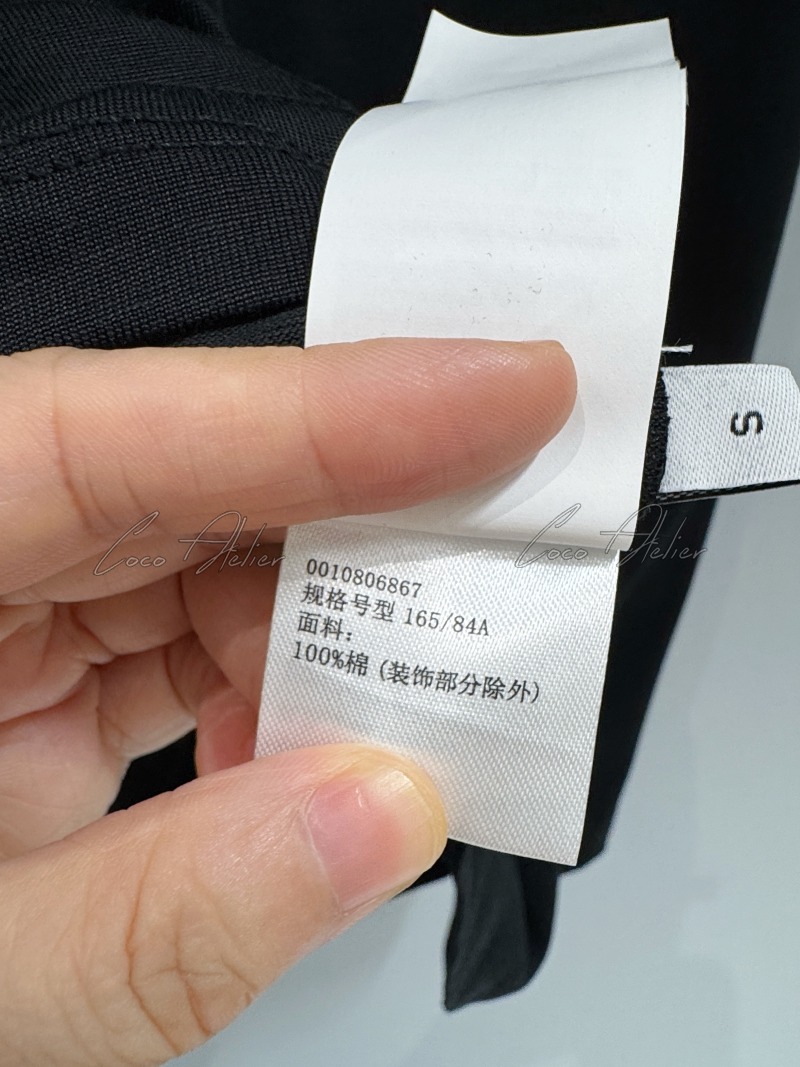 S
Coco Atelier Coco Atelier
0010806867
规格号型 165/84A
面料:
100%棉 (装饰部分除外)